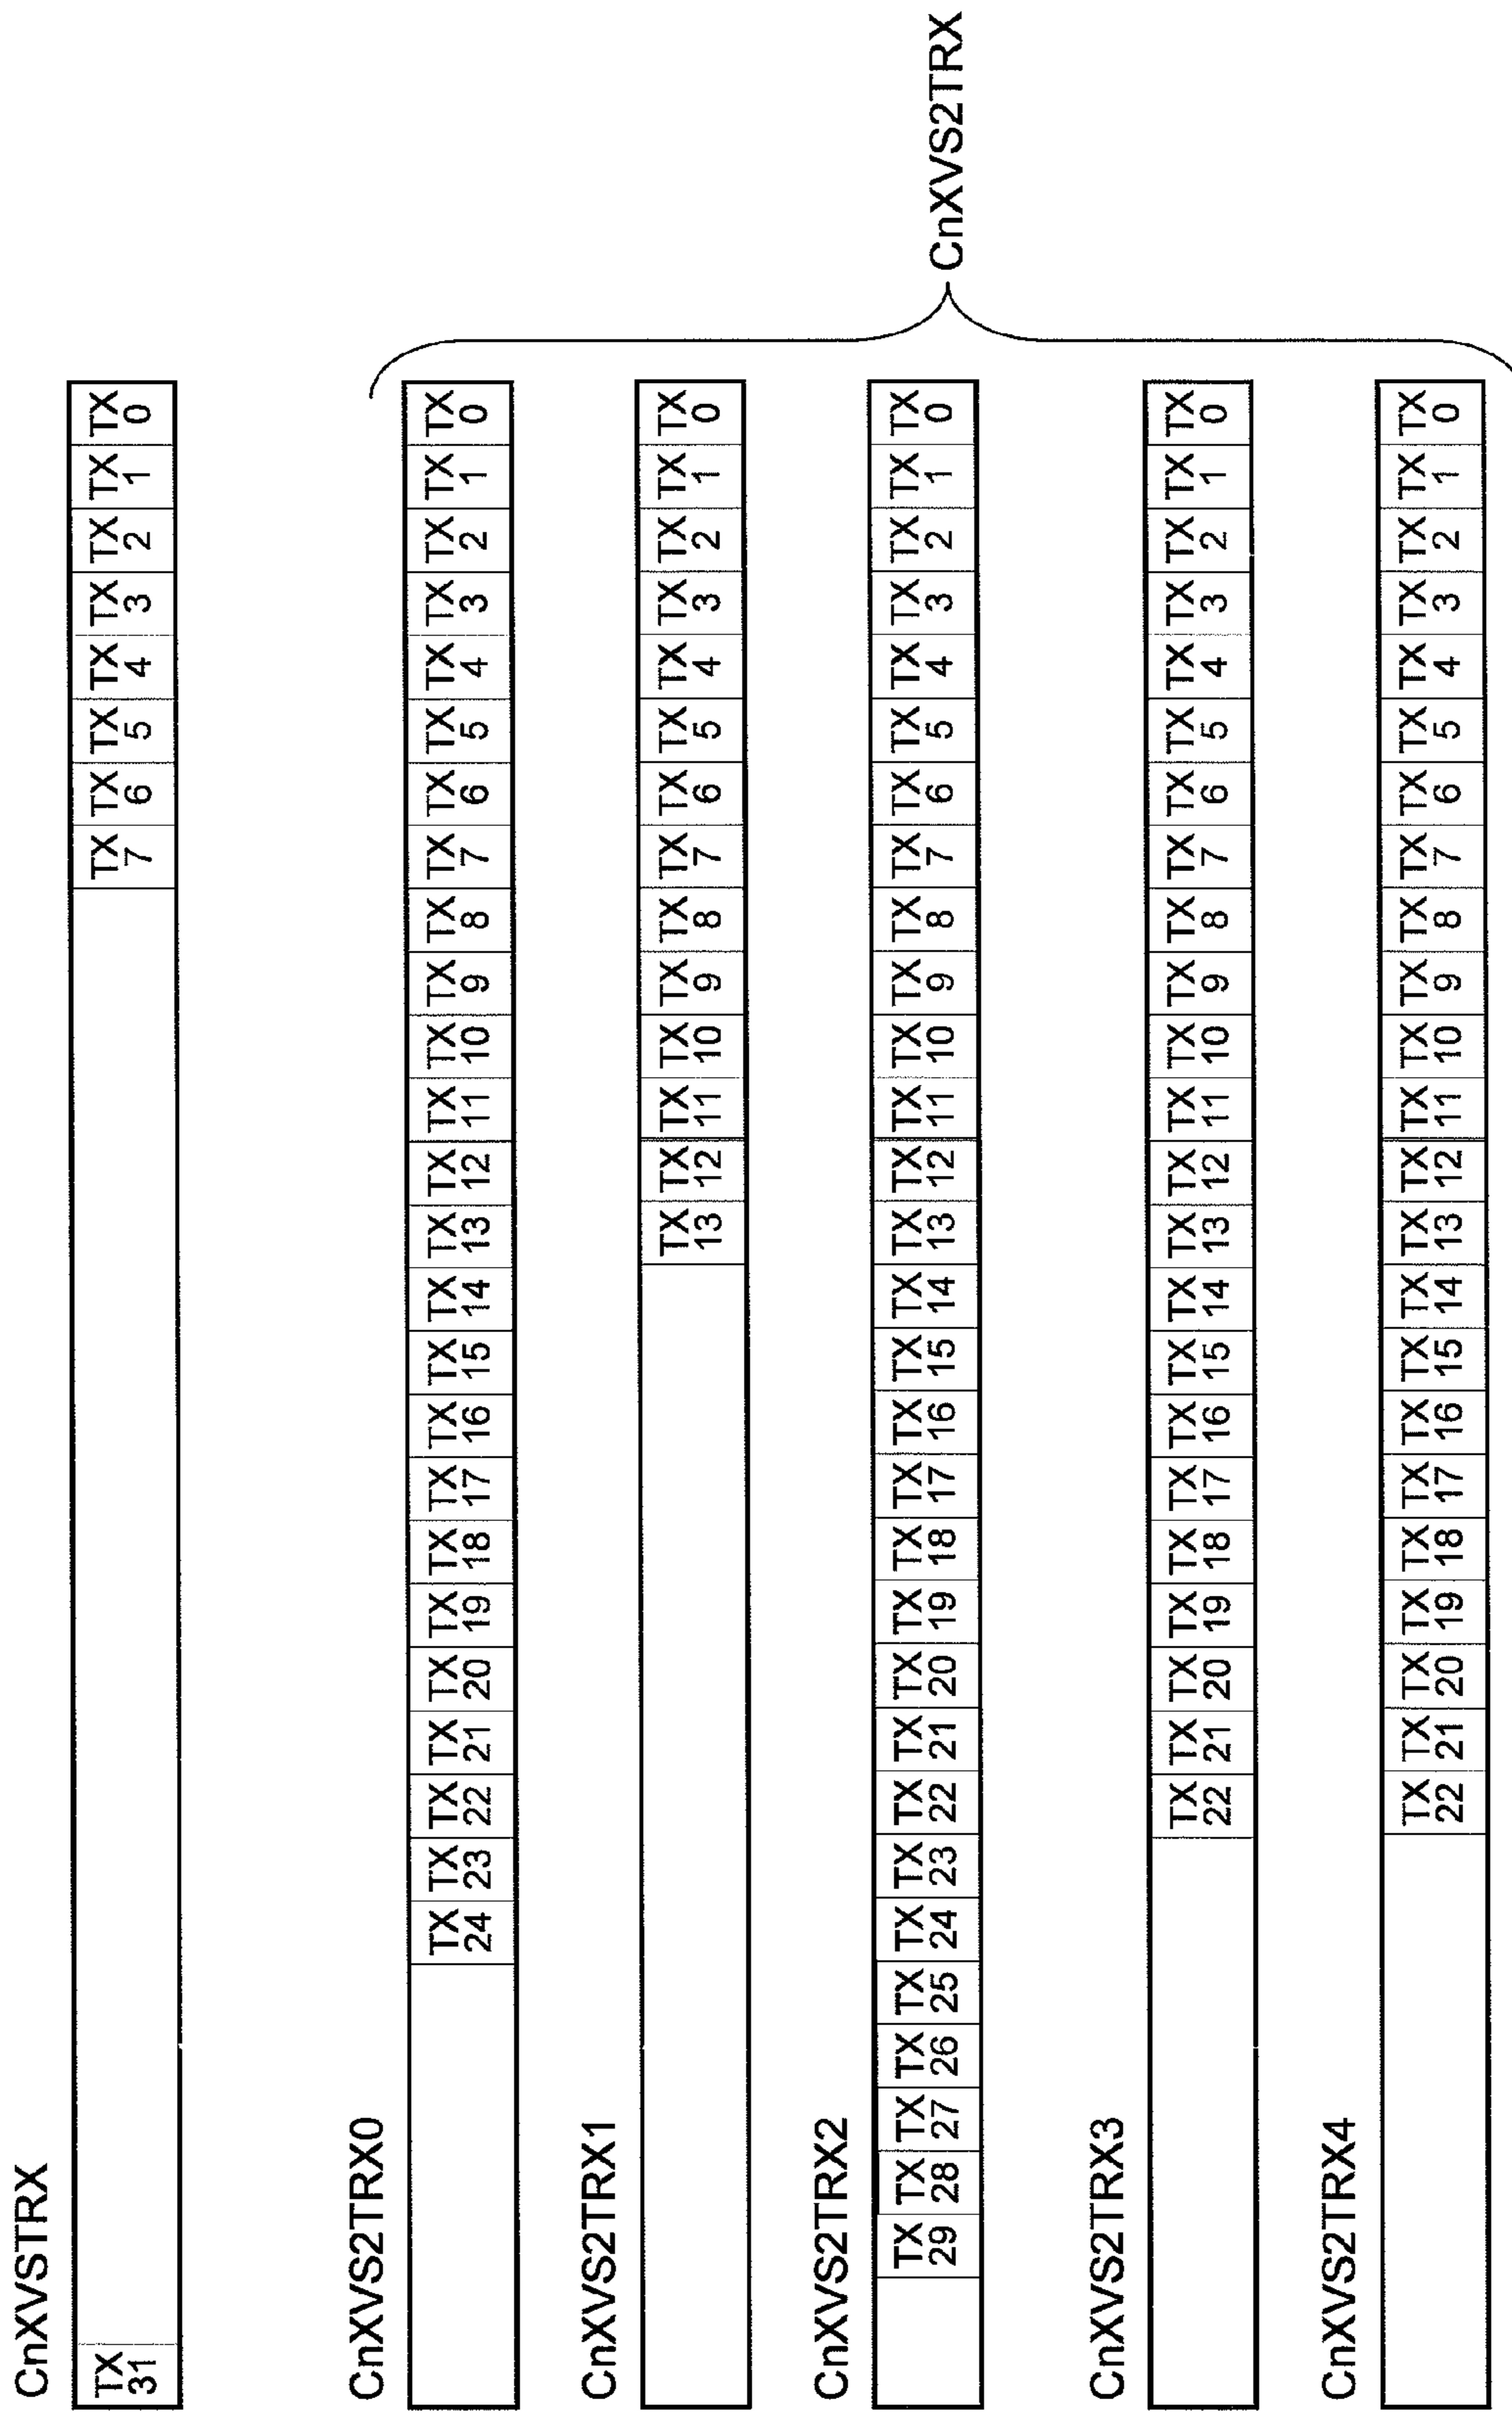 CnXVSTRX
TX 31 TX 7 TX 6 TX 5 TX 4 TX 3 TX 2 TX 1 TX 0
CnXVS2TRX0
TX 24 TX 23 TX 22 TX 21 TX 20 TX 19 TX 18 TX 17 TX 16 TX 15 TX 14 TX 13 TX 12 TX 11 TX 10 TX 9 TX 8 TX 7 TX 6 TX 5 TX 4 TX 3 TX 2 TX 1 TX 0
CnXVS2TRX1
TX 13 TX 12 TX 11 TX 10 TX 9 TX 8 TX 7 TX 6 TX 5 TX 4 TX 3 TX 2 TX 1 TX 0
CnXVS2TRX2
TX 29 TX 28 TX 27 TX 26 TX 25 TX 24 TX 23 TX 22 TX 21 TX 20 TX 19 TX 18 TX 17 TX 16 TX 15 TX 14 TX 13 TX 12 TX 11 TX 10 TX 9 TX 8 TX 7 TX 6 TX 5 TX 4 TX 3 TX 2 TX 1 TX 0
CnXVS2TRX
CnXVS2TRX3
TX 22 TX 21 TX 20 TX 19 TX 18 TX 17 TX 16 TX 15 TX 14 TX 13 TX 12 TX 11 TX 10 TX 9 TX 8 TX 7 TX 6 TX 5 TX 4 TX 3 TX 2 TX 1 TX 0
CnXVS2TRX4
TX 22 TX 21 TX 20 TX 19 TX 18 TX 17 TX 16 TX 15 TX 14 TX 13 TX 12 TX 11 TX 10 TX 9 TX 8 TX 7 TX 6 TX 5 TX 4 TX 3 TX 2 TX 1 TX 0